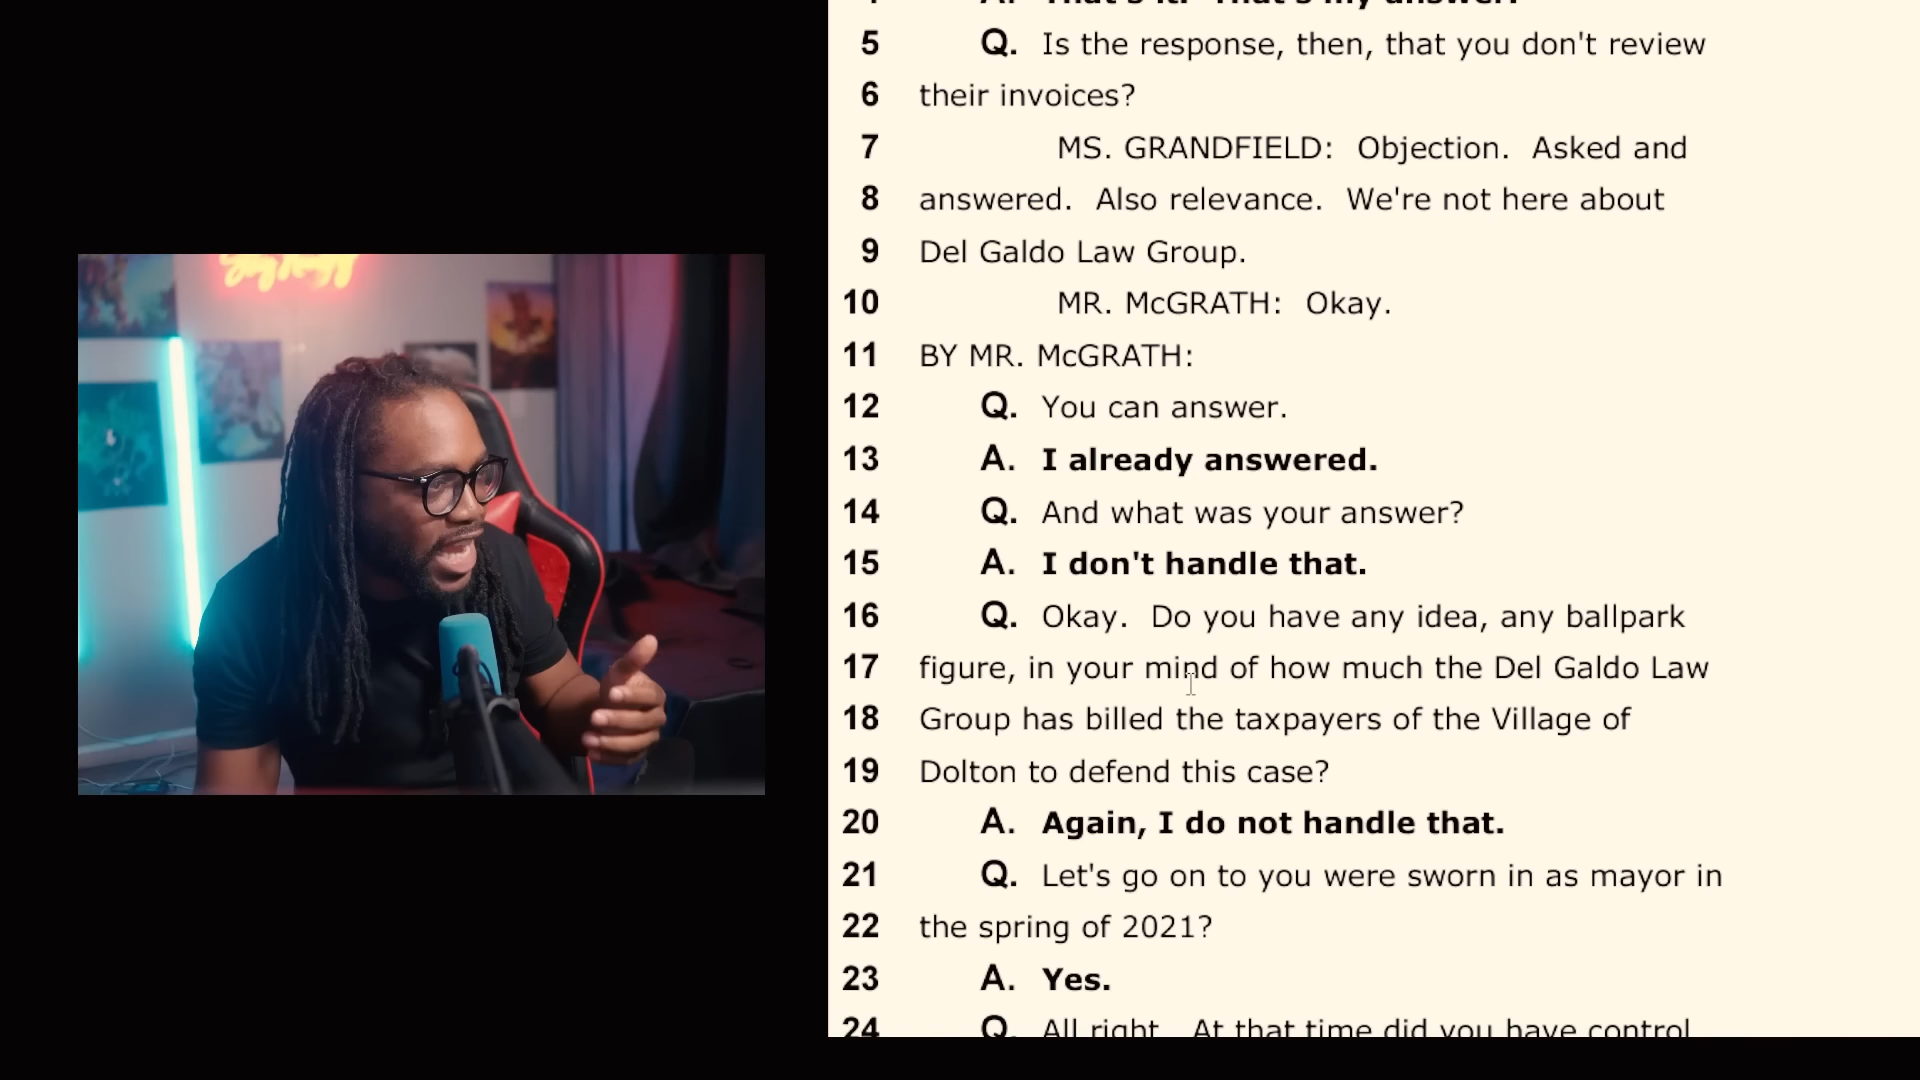 4 A. That's it. That's my answer.
5 Q. Is the response, then, that you don't review
6 their invoices?
7 MS. GRANDFIELD: Objection. Asked and
8 answered. Also relevance. We're not here about
9 Del Galdo Law Group.
10 MR. McGRATH: Okay.
11 BY MR. McGRATH:
12 Q. You can answer.
13 A. I already answered.
14 Q. And what was your answer?
15 A. I don't handle that.
16 Q. Okay. Do you have any idea, any ballpark
17 figure, in your mind of how much the Del Galdo Law
18 Group has billed the taxpayers of the Village of
19 Dolton to defend this case?
20 A. Again, I do not handle that.
21 Q. Let's go on to you were sworn in as mayor in
22 the spring of 2021?
23 A. Yes.
24 Q. All right. At that time did you have control